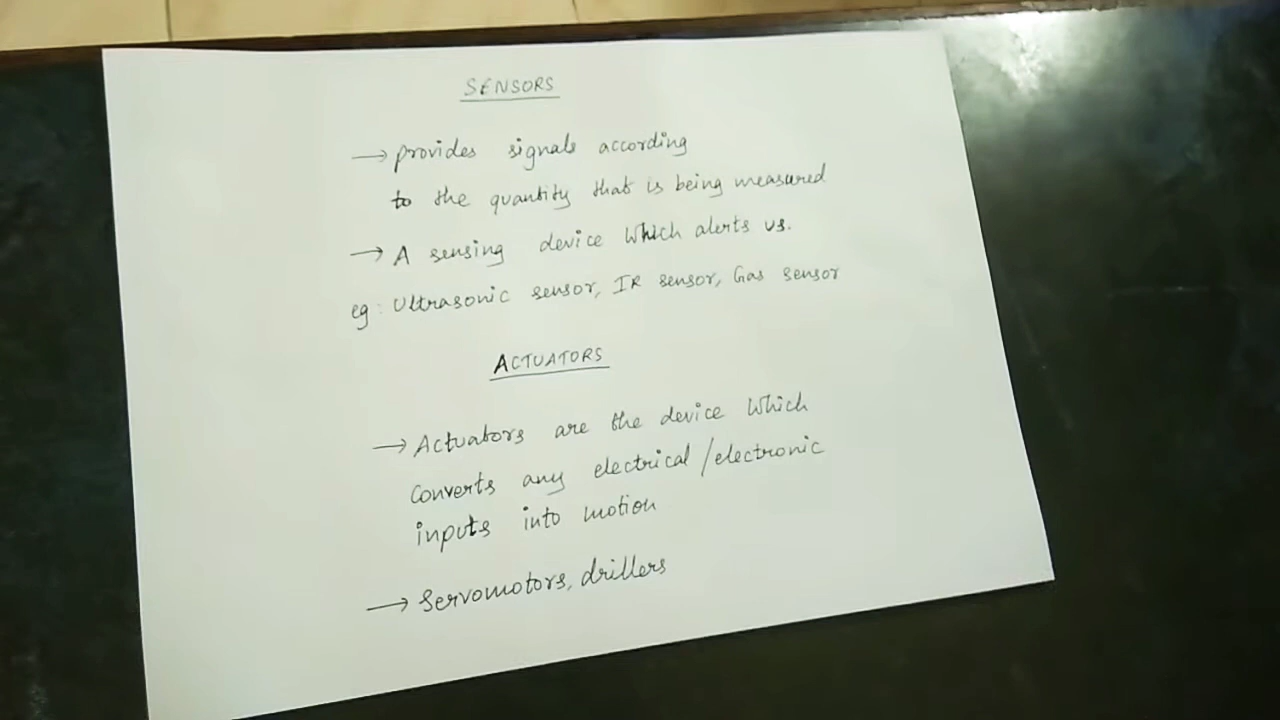 SENSORS
→ provides signals according
to the quantity that is being measured
→ A sensing device which alerts us.
eg: Ultrasonic sensor, IR sensor, Gas sensor
ACTUATORS
→ Actuators are the device which
converts any electrical/electronic
inputs into motion
→ Servomotors, drillers